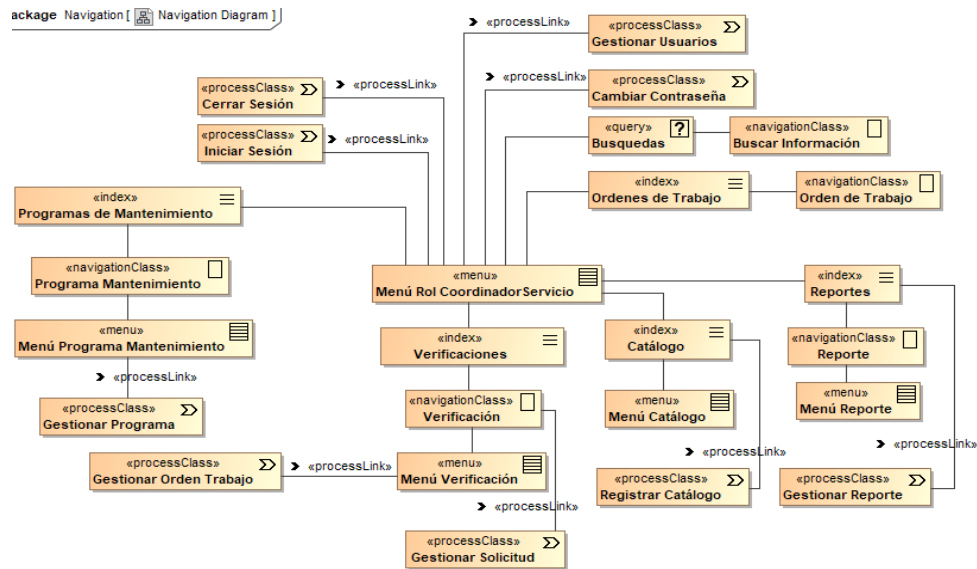 ackage Navigation [ Navigation Diagram ]
«processClass»
Gestionar Usuarios
«processLink»
«processClass»
Cambiar Contraseña
«processLink»
«processClass»
Cerrar Sesión
«processLink»
«processClass»
Iniciar Sesión
«processLink»
«query»
Busquedas
?
«navigationClass»
Buscar Información
«index»
Ordenes de Trabajo
«navigationClass»
Orden de Trabajo
«index»
Programas de Mantenimiento
«navigationClass»
Programa Mantenimiento
«menu»
Menú Programa Mantenimiento
«processLink»
«processClass»
Gestionar Programa
«menu»
Menú Rol CoordinadorServicio
«index»
Verificaciones
«navigationClass»
Verificación
«menu»
Menú Verificación
«processLink»
«processClass»
Gestionar Orden Trabajo
«processLink»
«processClass»
Gestionar Solicitud
«index»
Catálogo
«menu»
Menú Catálogo
«processLink»
«processClass»
Registrar Catálogo
«index»
Reportes
«navigationClass»
Reporte
«menu»
Menú Reporte
«processLink»
«processClass»
Gestionar Reporte